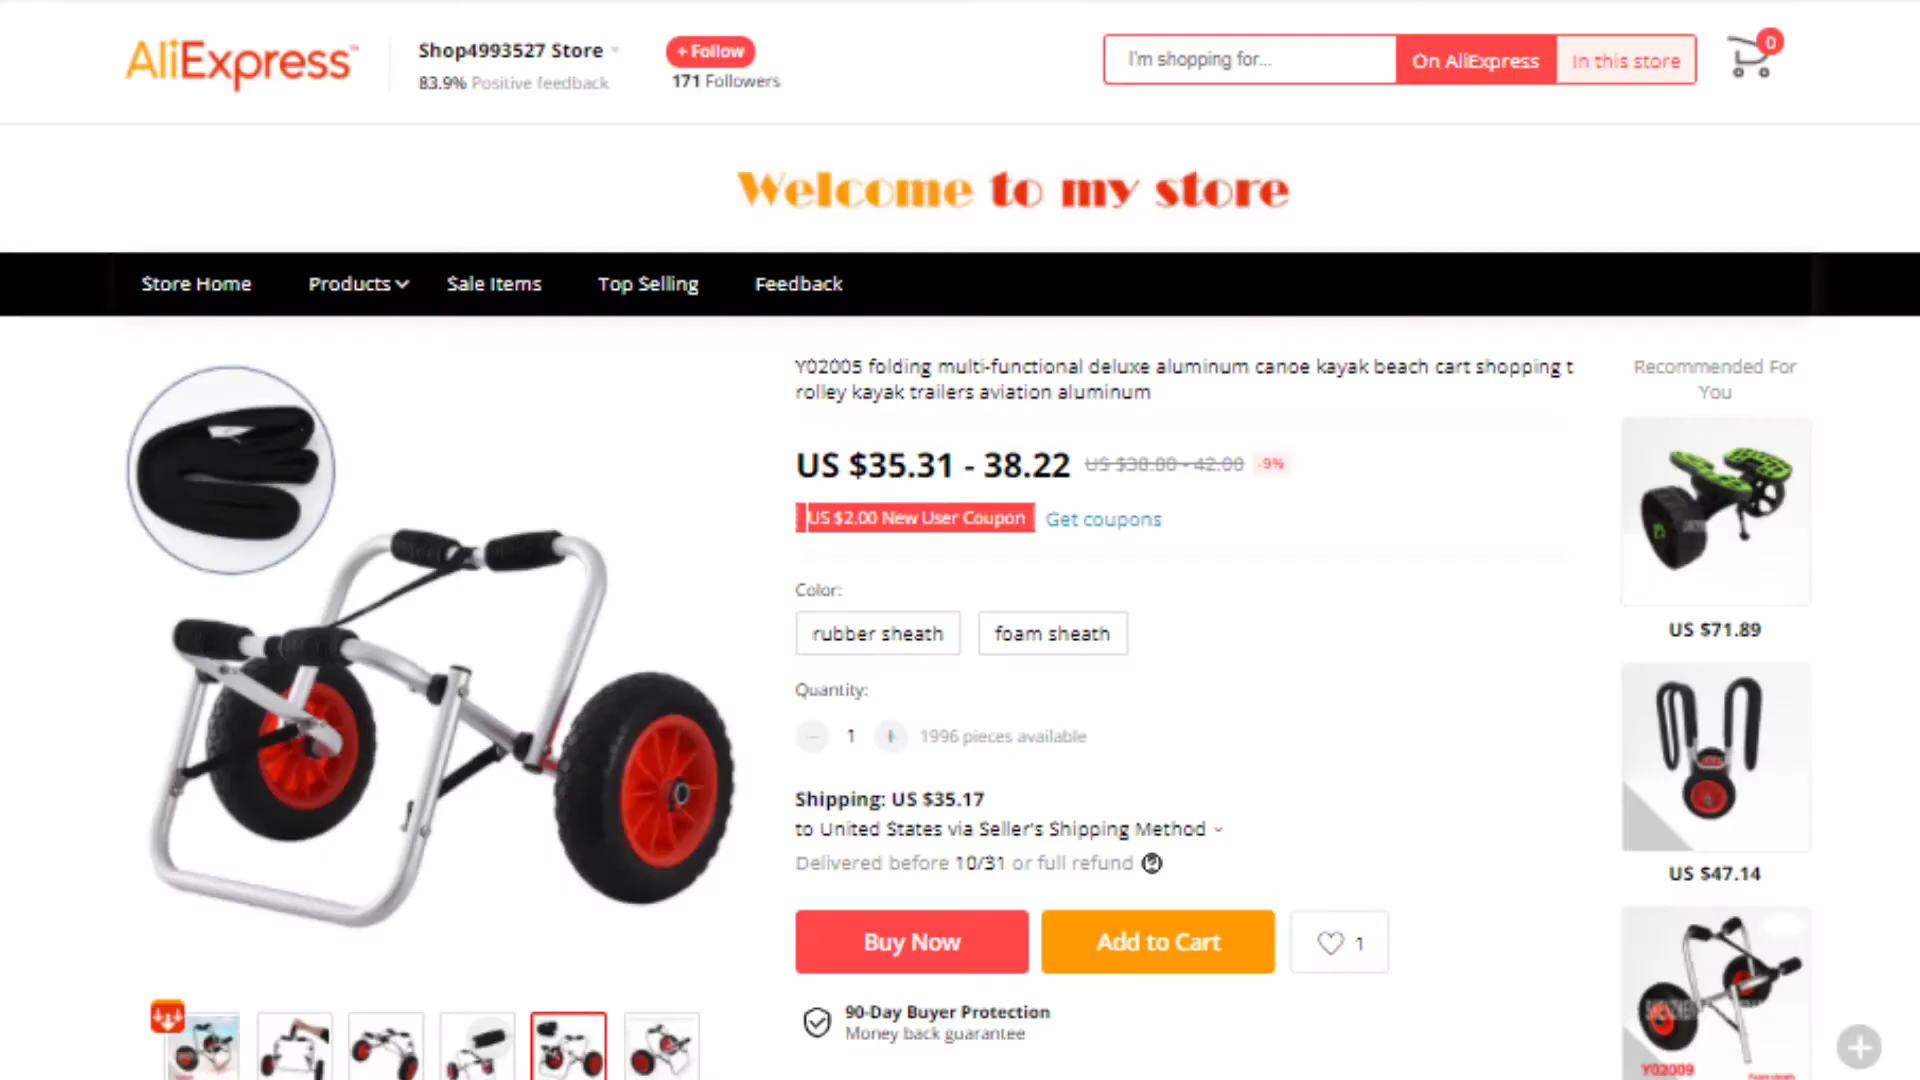 AliExpress™
Shop4993527 Store
83.9% Positive feedback
+ Follow
171 Followers
I'm shopping for...
On AliExpress
In this store
0
Welcome to my store
Store Home
Products
Sale Items
Top Selling
Feedback
Y02005 folding multi-functional deluxe aluminum canoe kayak beach cart shopping t
rolley kayak trailers aviation aluminum
US $35.31 - 38.22 US $38.80 - 42.00 -9%
US $2.00 New User Coupon Get coupons
Color:
rubber sheath
foam sheath
Quantity:
1
1996 pieces available
Shipping: US $35.17
to United States via Seller's Shipping Method
Delivered before 10/31 or full refund
Buy Now
Add to Cart
1
90-Day Buyer Protection
Money back guarantee
Recommended For
You
US $71.89
US $47.14
Y02009